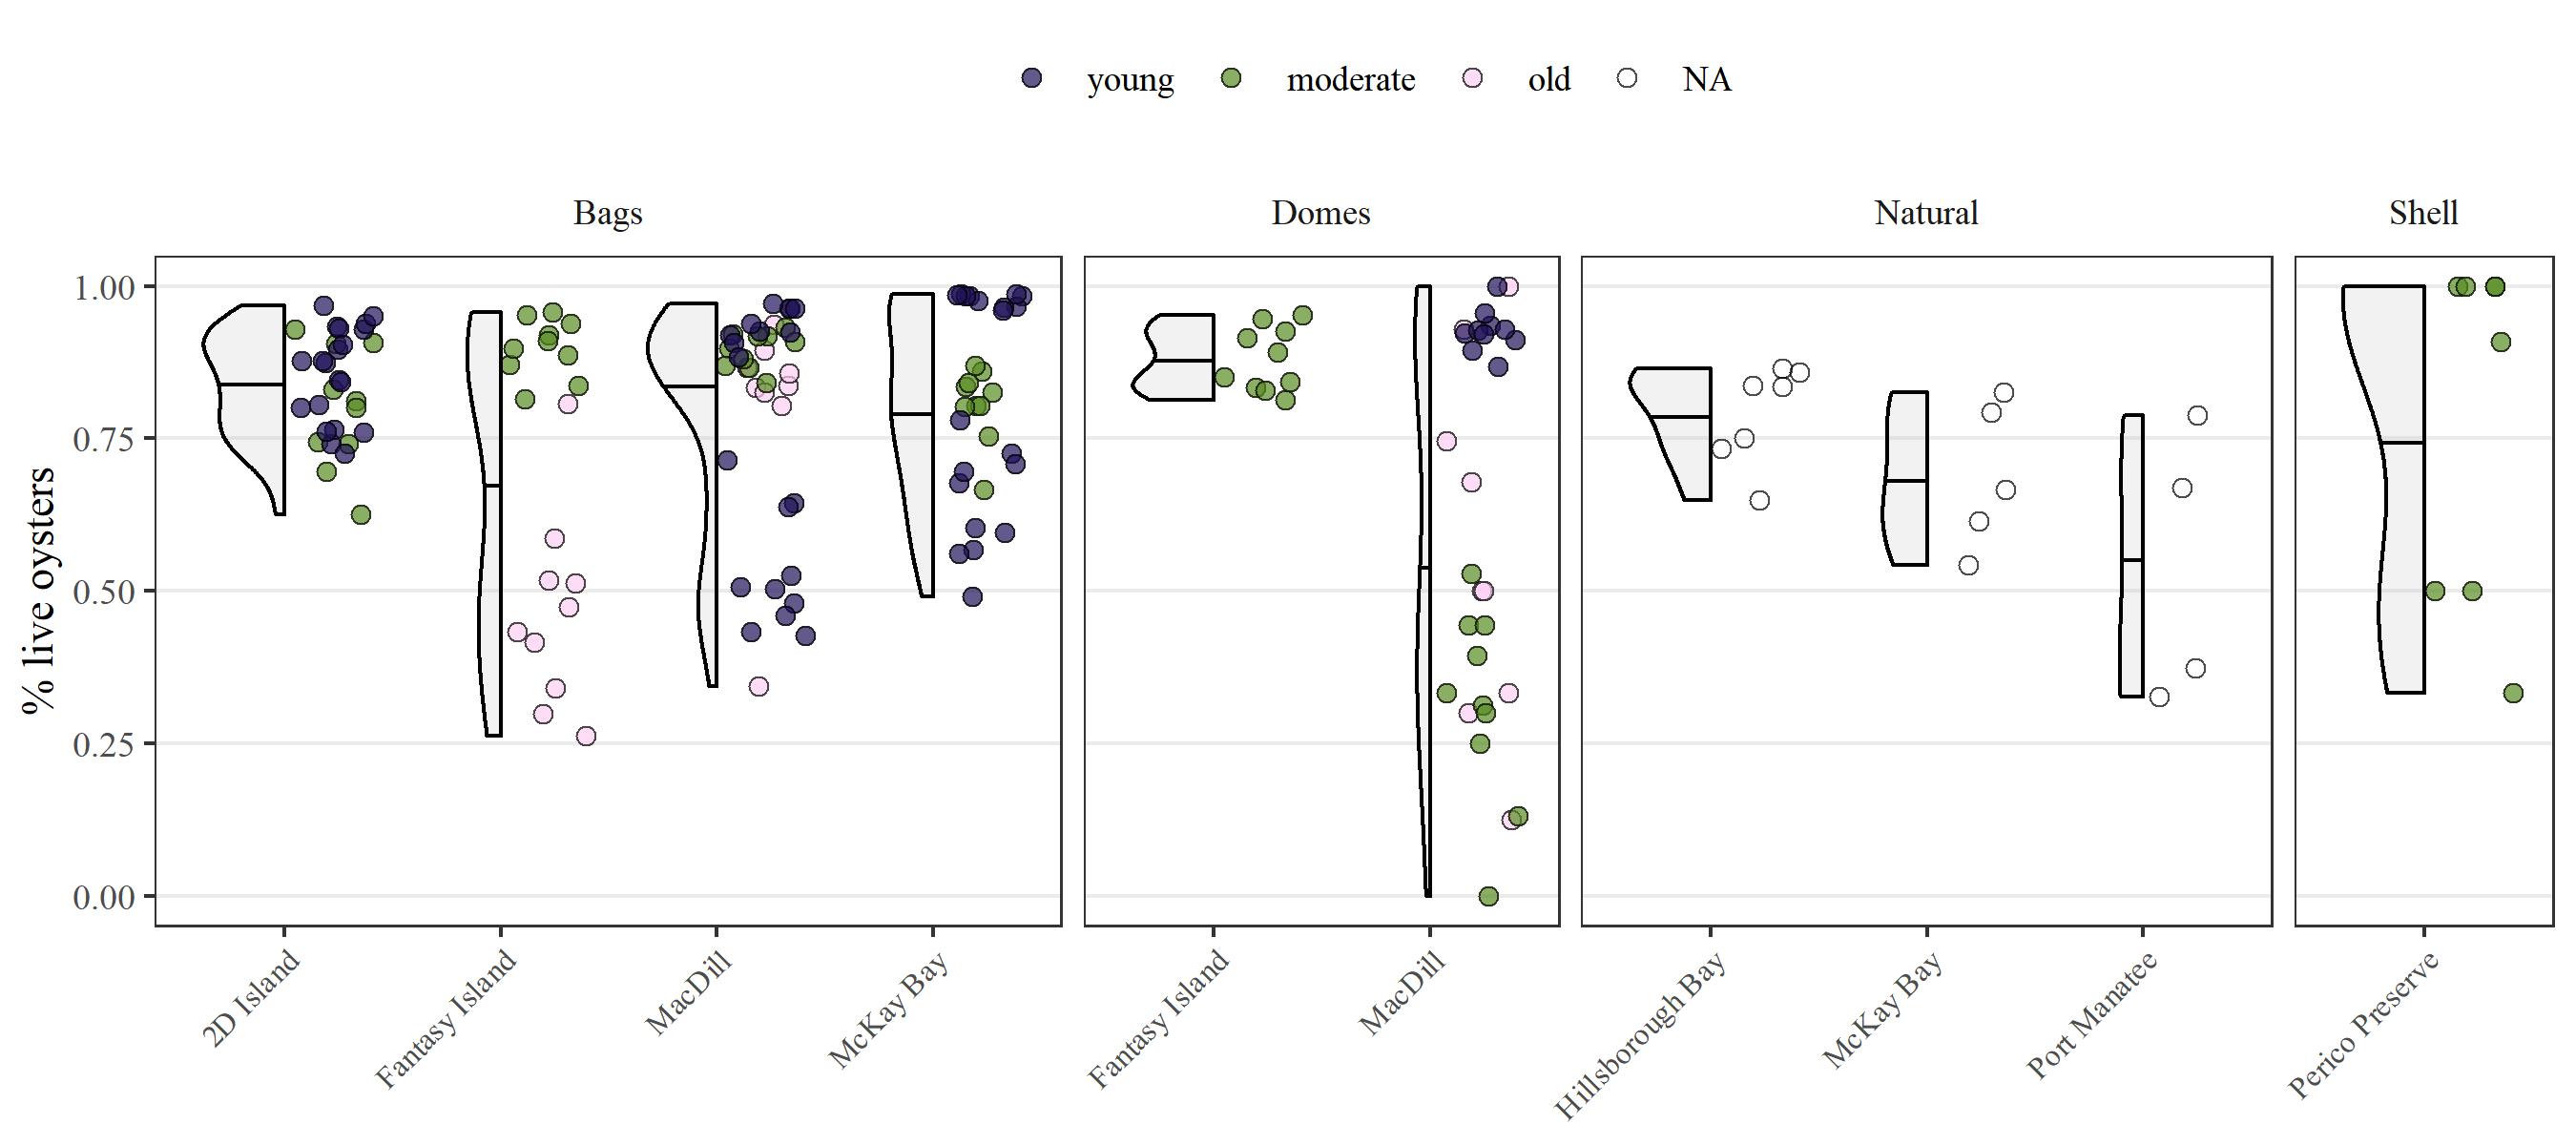 young moderate old NA
Bags Domes Natural Shell
% live oysters
1.00
0.75
0.50
0.25
0.00
2D Island Fantasy Island MacDill McKay Bay Fantasy Island MacDill Hillsborough Bay McKay Bay Port Manatee Perico Preserve